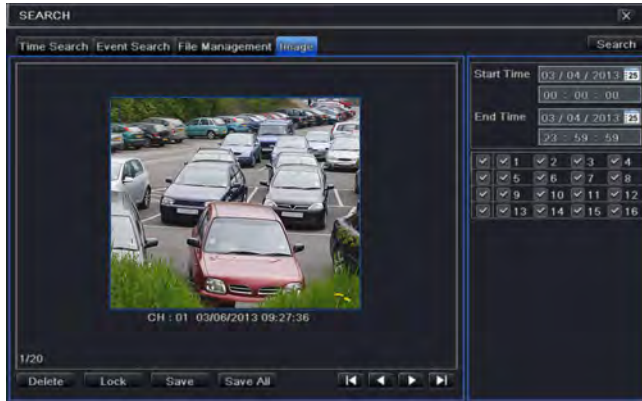 SEARCH
Time Search Event Search File Management Image
Search
Start Time 03 / 04 / 2013 25
00 : 00 : 00
End Time 03 / 04 / 2013 25
23 : 59 : 59
1 2 3 4
5 6 7 8
9 10 11 12
13 14 15 16
CH : 01 03/06/2013 09:27:36
1/20
Delete Lock Save Save All